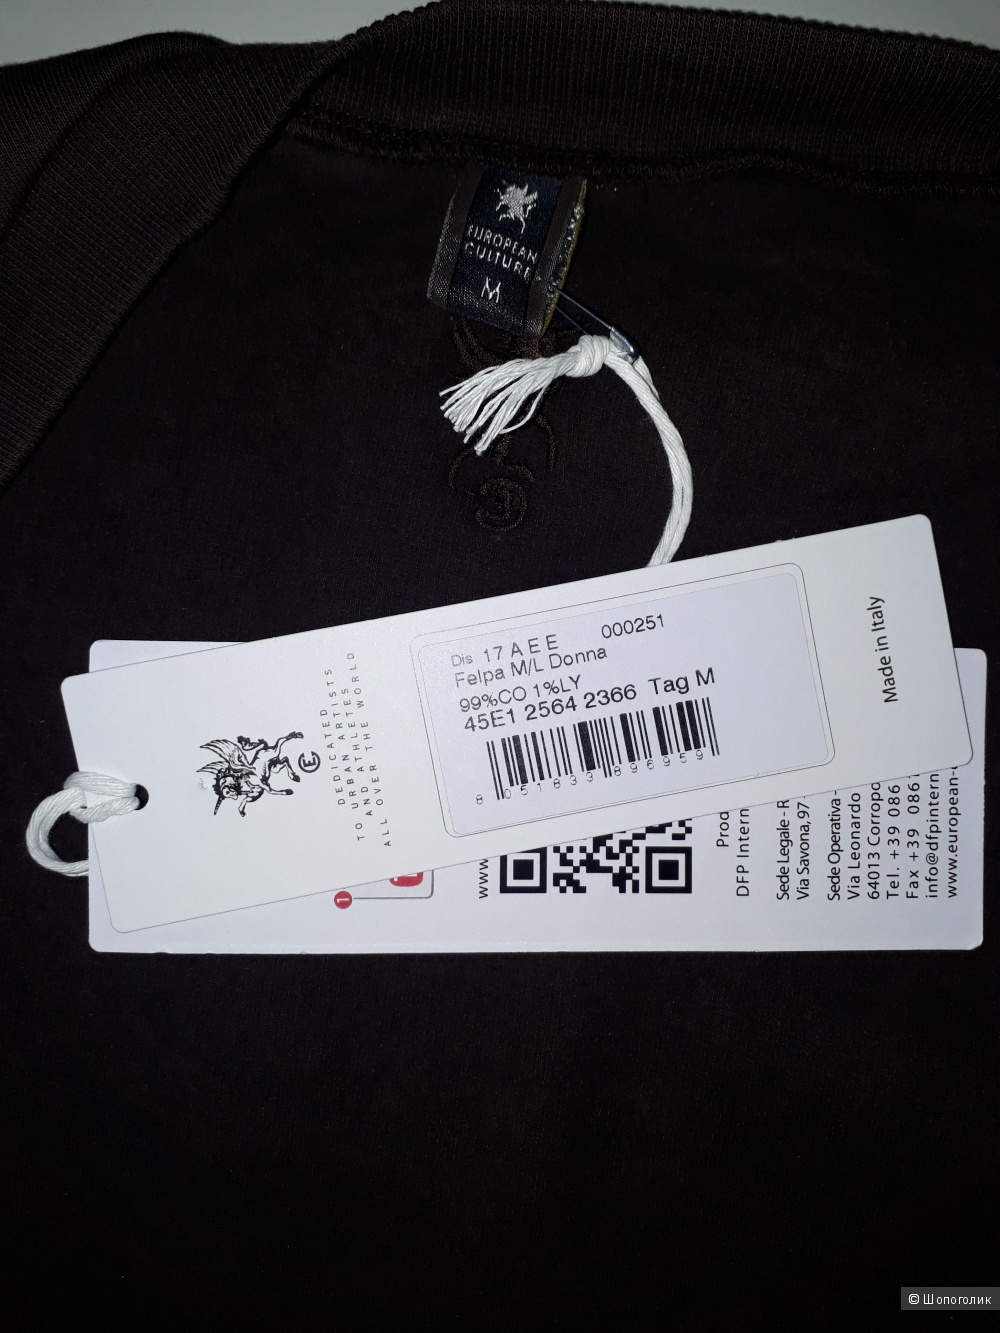 EUROPEAN
CULTURE
M
Dis 17 A E E 000251
Felpa M/L Donna
99%CO 1%LY
45E1 2564 2366 Tag M
8 051833 896959
Made in Italy
DEDICATED
TO URBAN ARTISTS
AND ATHLETES
ALL OVER THE WORLD
E
1
www.
Prod
DFP Intern
Sede Legale - R
Via Savona, 97
Sede Operativa -
Via Leonardo
64013 Corropo
Tel. +39 086
Fax +39 086
info@dfpintern
www.european-
© Шопоголик